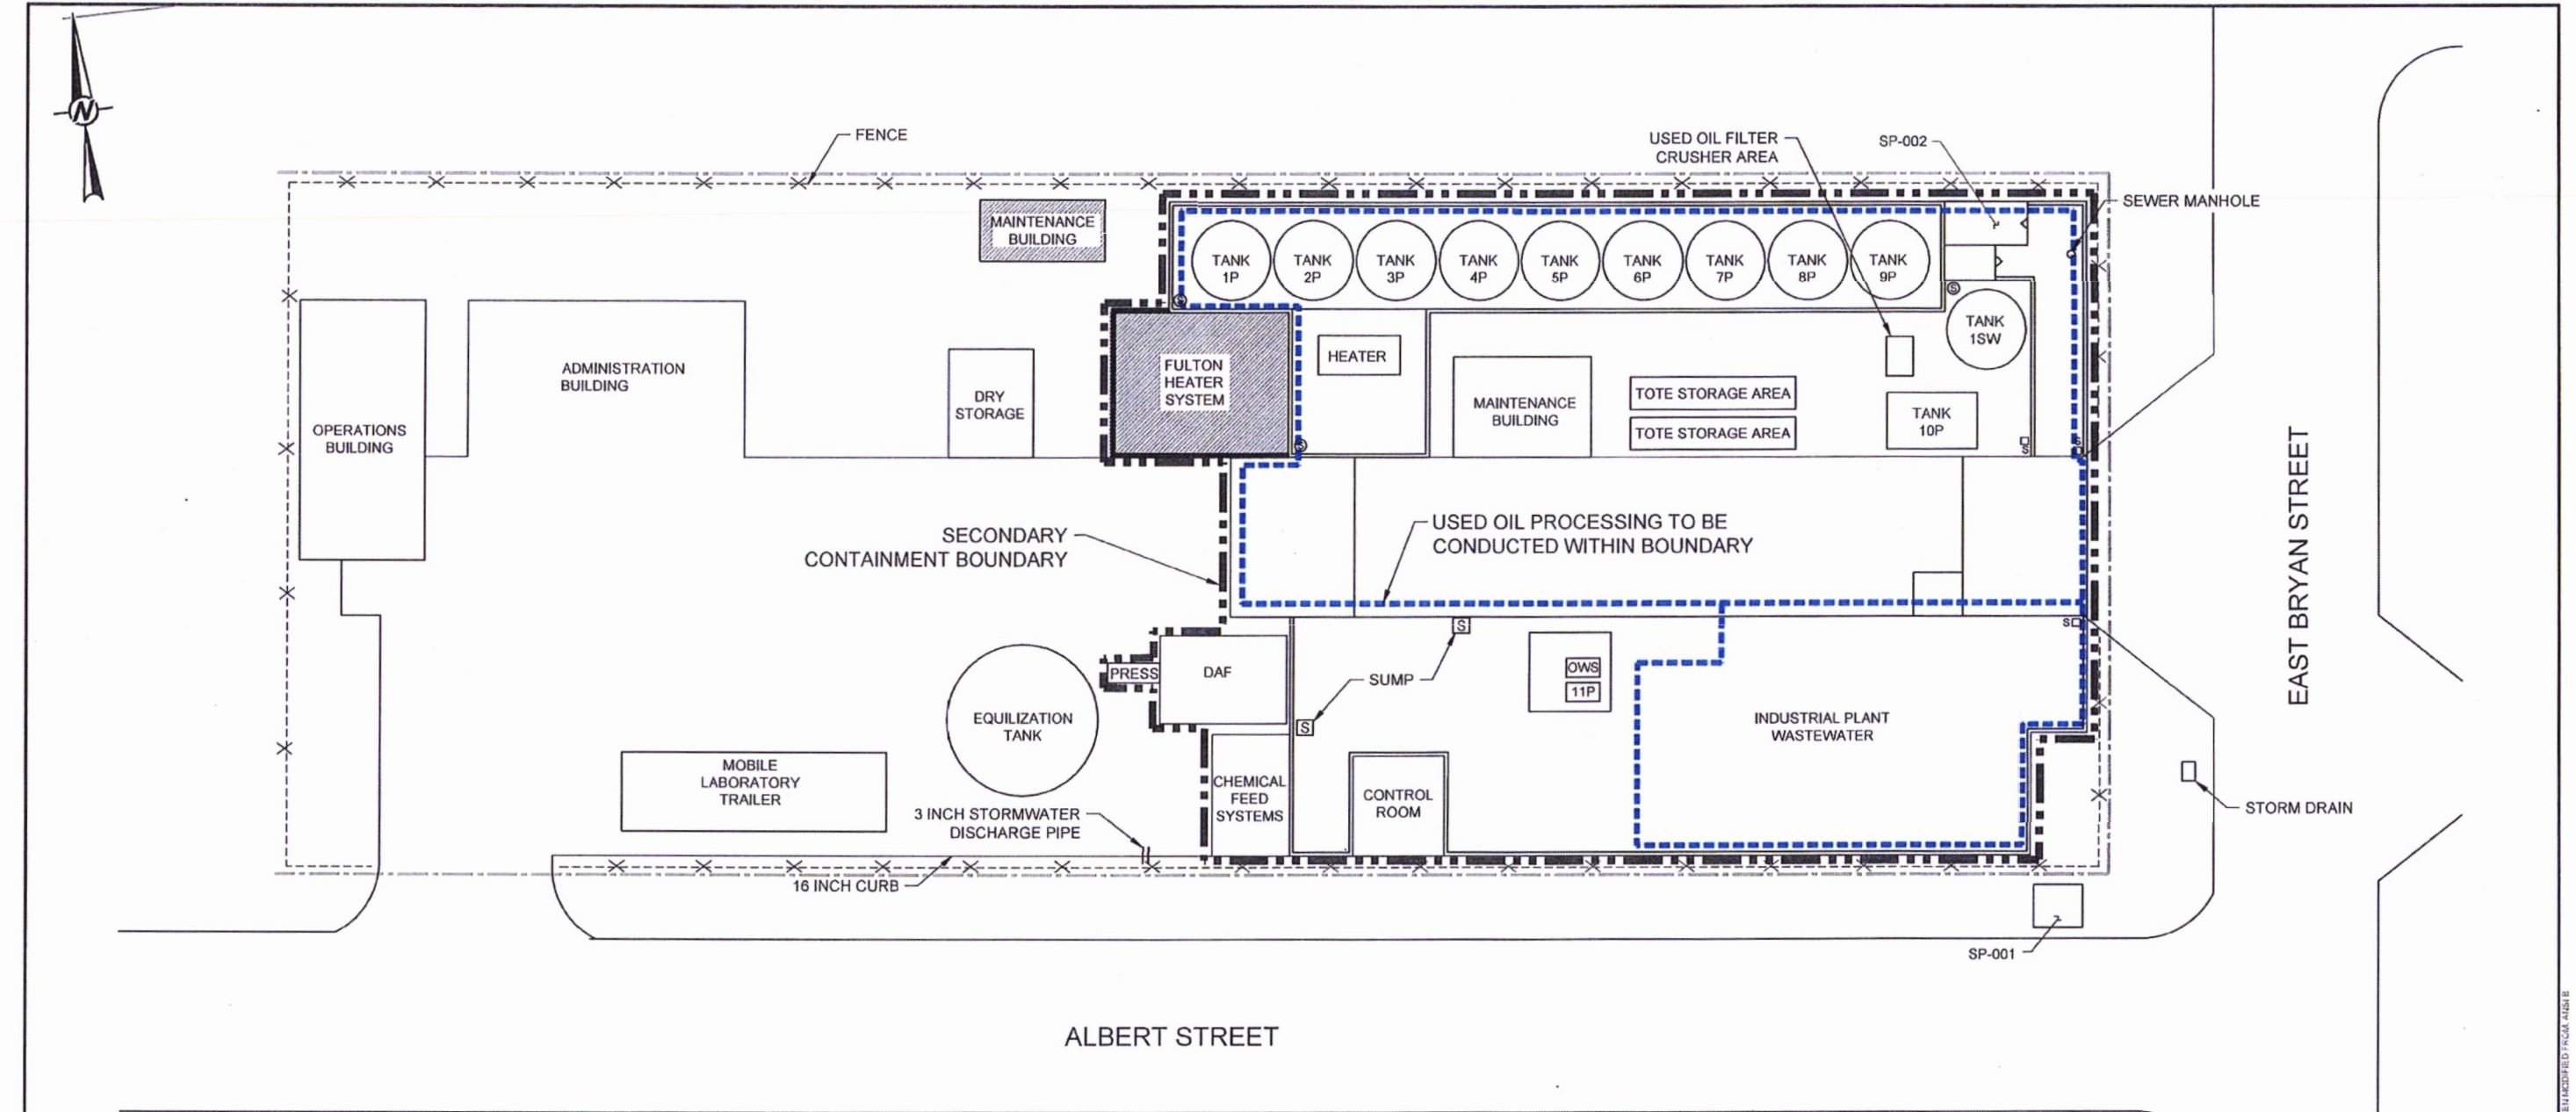 N
FENCE
USED OIL FILTER
CRUSHER AREA
SP-002
SEWER MANHOLE
MAINTENANCE
BUILDING
TANK
1P
TANK
2P
TANK
3P
TANK
4P
TANK
5P
TANK
6P
TANK
7P
TANK
8P
TANK
9P
S
S
TANK
1SW
OPERATIONS
BUILDING
ADMINISTRATION
BUILDING
DRY
STORAGE
FULTON
HEATER
SYSTEM
HEATER
S
MAINTENANCE
BUILDING
TOTE STORAGE AREA
TOTE STORAGE AREA
TANK
10P
S
S
SECONDARY
CONTAINMENT BOUNDARY
USED OIL PROCESSING TO BE
CONDUCTED WITHIN BOUNDARY
EAST BRYAN STREET
PRESS
DAF
S
SUMP
S
OWS
11P
S
EQUILIZATION
TANK
INDUSTRIAL PLANT
WASTEWATER
MOBILE
LABORATORY
TRAILER
CHEMICAL
FEED
SYSTEMS
CONTROL
ROOM
3 INCH STORMWATER
DISCHARGE PIPE
16 INCH CURB
STORM DRAIN
SP-001
ALBERT STREET
MODIFIED FROM ANSI B